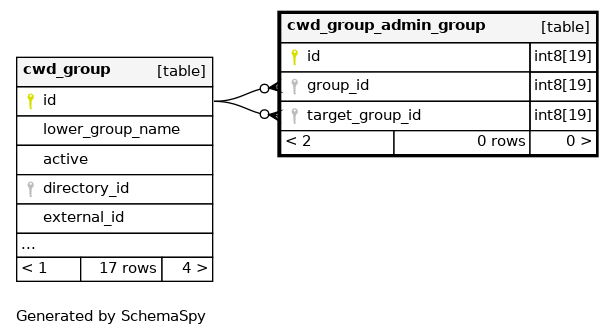 cwd_group [table]
id
lower_group_name
active
directory_id
external_id
...
< 1 17 rows 4 >
cwd_group_admin_group [table]
id int8[19]
group_id int8[19]
target_group_id int8[19]
< 2 0 rows 0 >
Generated by SchemaSpy